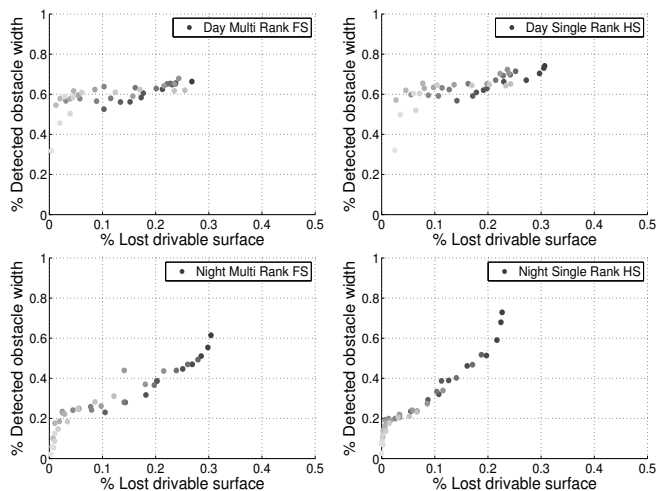 Day Multi Rank FS
% Detected obstacle width
1
0.8
0.6
0.4
0.2
0
0 0.1 0.2 0.3 0.4 0.5
% Lost drivable surface
Day Single Rank HS
% Detected obstacle width
1
0.8
0.6
0.4
0.2
0
0 0.1 0.2 0.3 0.4 0.5
% Lost drivable surface
Night Multi Rank FS
% Detected obstacle width
1
0.8
0.6
0.4
0.2
0
0 0.1 0.2 0.3 0.4 0.5
% Lost drivable surface
Night Single Rank HS
% Detected obstacle width
1
0.8
0.6
0.4
0.2
0
0 0.1 0.2 0.3 0.4 0.5
% Lost drivable surface